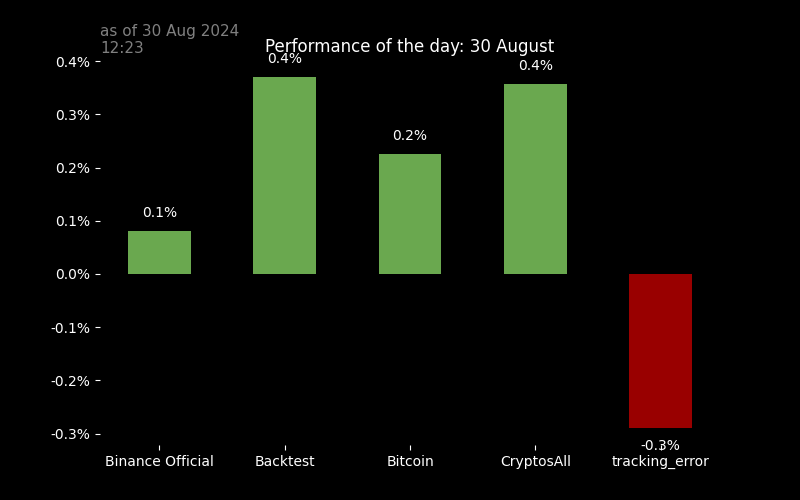 as of 30 Aug 2024
12:23
Performance of the day: 30 August
0.4%
0.3%
0.2%
0.1%
0.0%
-0.1%
-0.2%
-0.3%
0.1%
0.4%
0.2%
0.4%
-0.3%
Binance Official
Backtest
Bitcoin
CryptosAll
tracking_error